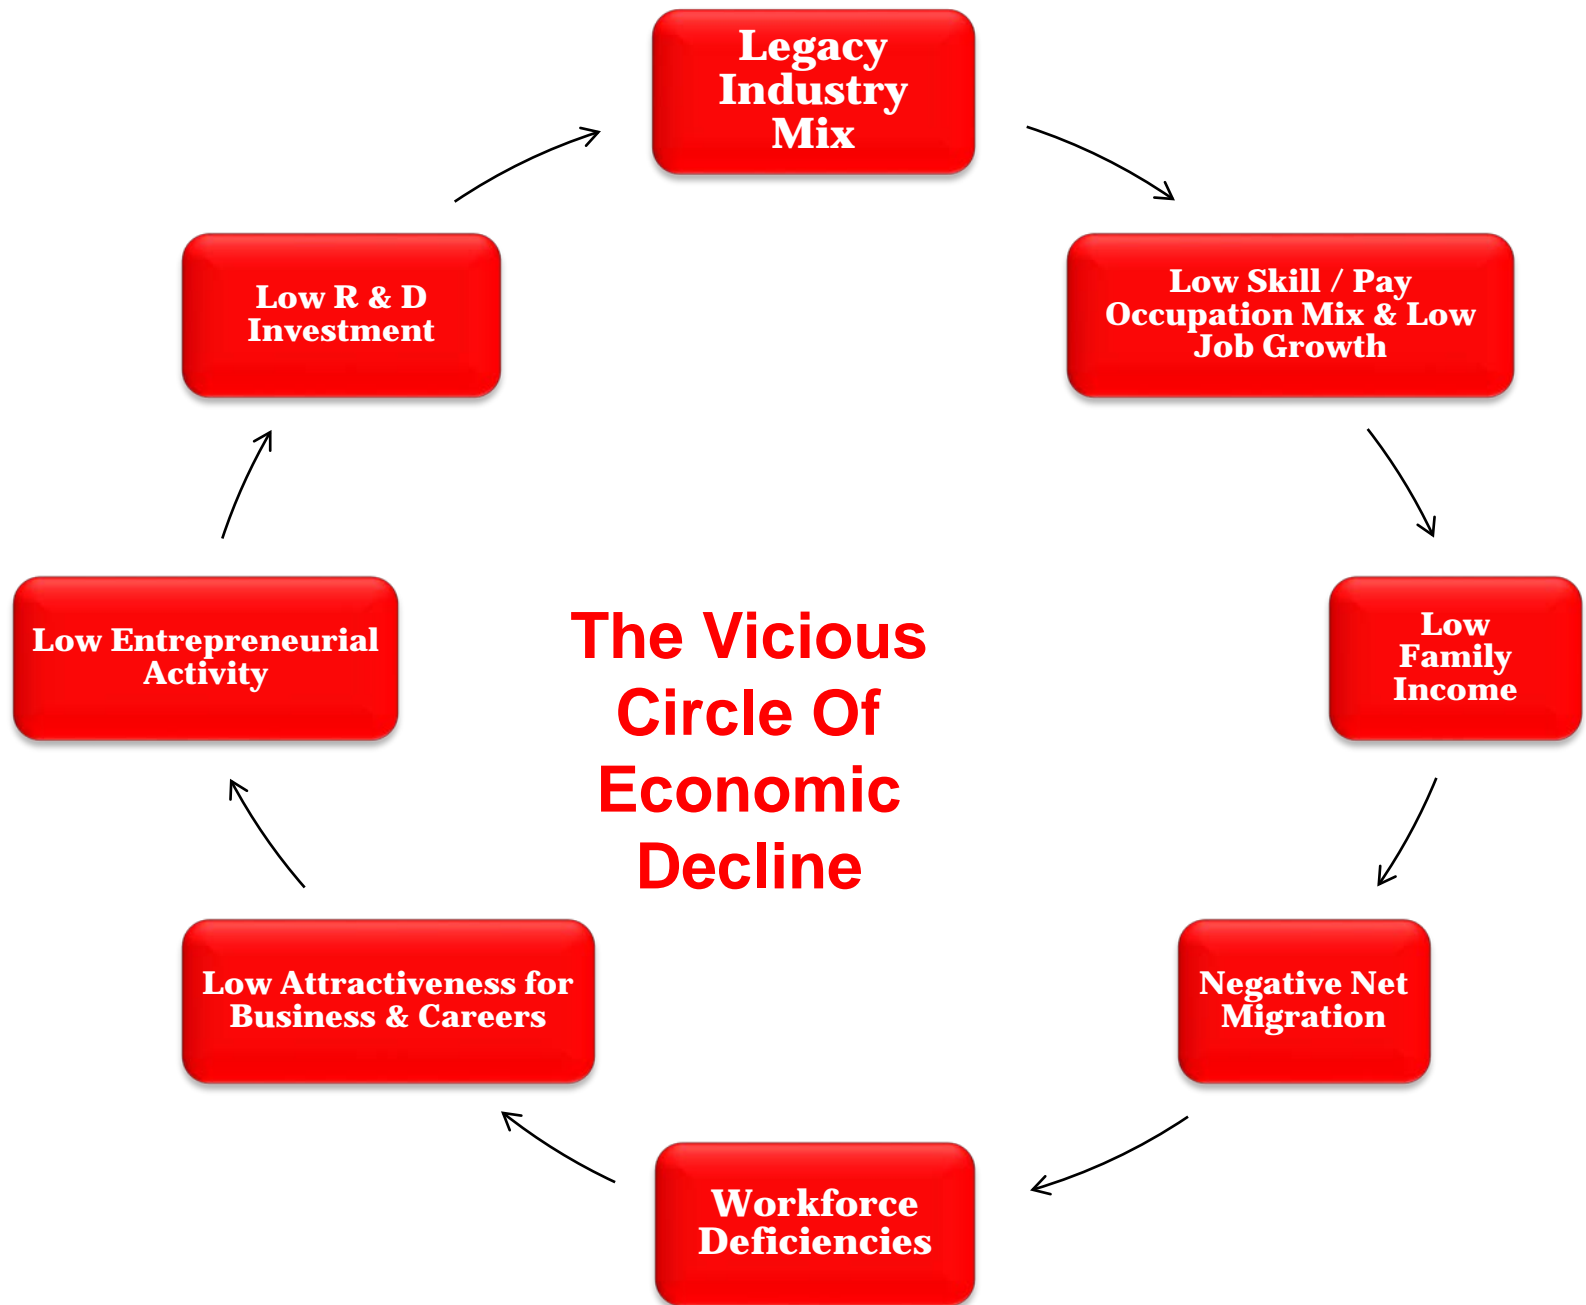 Legacy
Industry
Mix
Low Skill / Pay
Occupation Mix & Low
Job Growth
Low
Family
Income
Negative Net
Migration
Workforce
Deficiencies
Low Attractiveness for
Business & Careers
Low Entrepreneurial
Activity
Low R & D
Investment
The Vicious
Circle Of
Economic
Decline